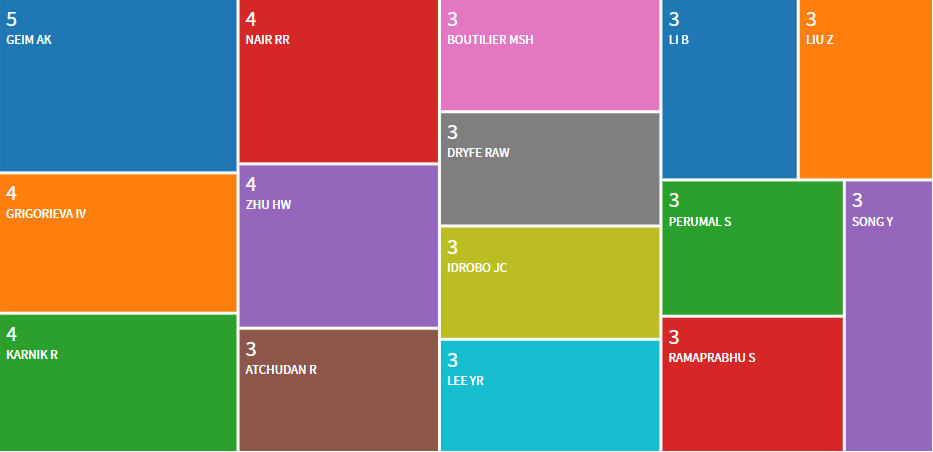 5
GEIM AK
4
GRIGORIEVA IV
4
KARNIK R
4
NAIR RR
4
ZHU HW
3
ATCHUDAN R
3
BOUTILIER MSH
3
DRYFE RAW
3
IDROBO JC
3
LEE YR
3
LI B
3
LIU Z
3
PERUMAL S
3
RAMAPRABHU S
3
SONG Y